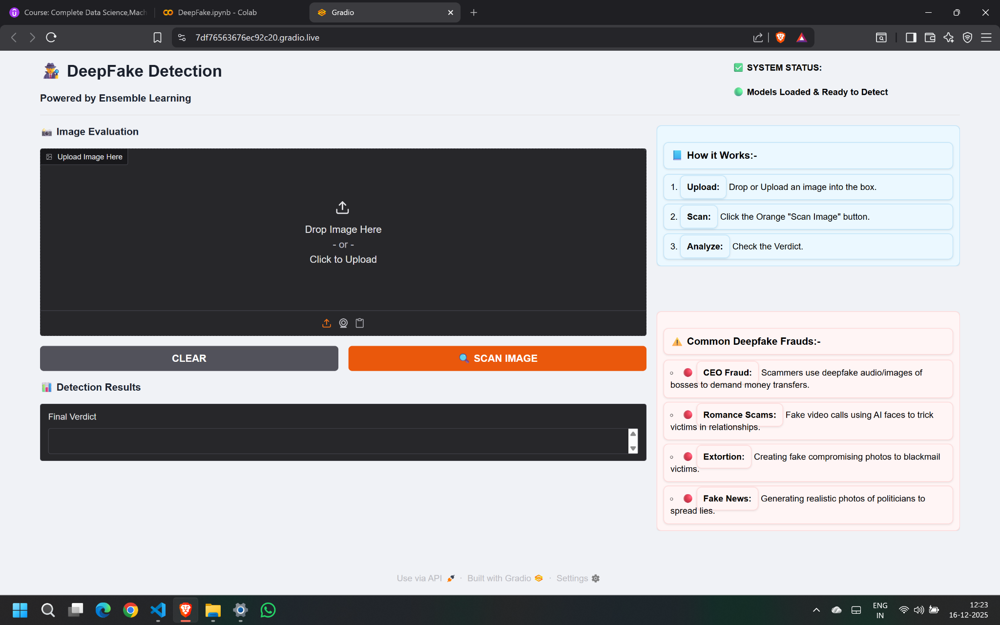 Course: Complete Data Science,Mach
DeepFake.ipynb - Colab
Gradio
7df76563676ec92c20.gradio.live
DeepFake Detection
Powered by Ensemble Learning
SYSTEM STATUS:
Models Loaded & Ready to Detect
Image Evaluation
Upload Image Here
Drop Image Here
- or -
Click to Upload
CLEAR
SCAN IMAGE
Detection Results
Final Verdict
How it Works:-
1. Upload: Drop or Upload an image into the box.
2. Scan: Click the Orange "Scan Image" button.
3. Analyze: Check the Verdict.
Common Deepfake Frauds:-
CEO Fraud: Scammers use deepfake audio/images of
bosses to demand money transfers.
Romance Scams: Fake video calls using AI faces to trick
victims in relationships.
Extortion: Creating fake compromising photos to blackmail
victims.
Fake News: Generating realistic photos of politicians to
spread lies.
Use via API · Built with Gradio · Settings
ENG
IN
12:23
16-12-2025